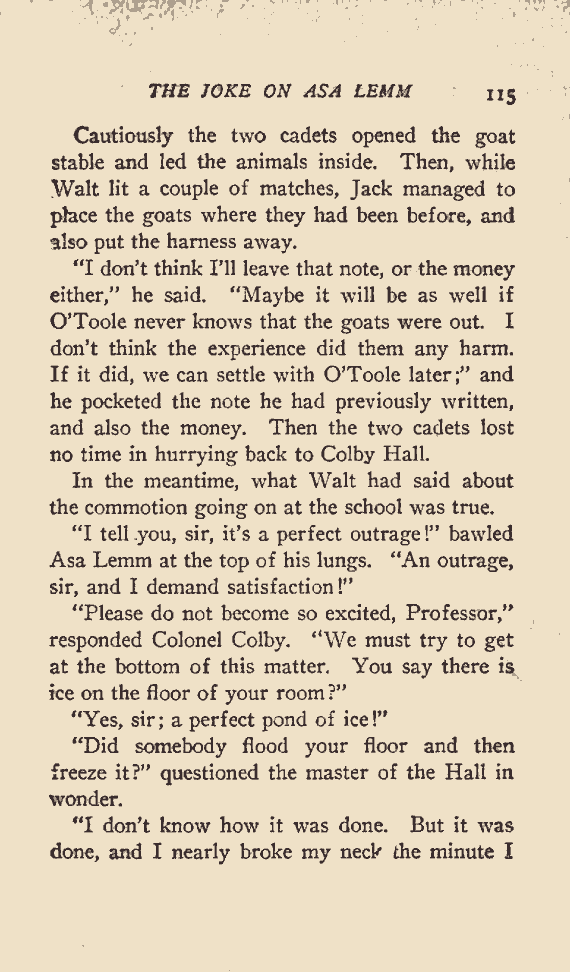 THE JOKE ON ASA LEMM 115
Cautiously the two cadets opened the goat
stable and led the animals inside. Then, while
Walt lit a couple of matches, Jack managed to
place the goats where they had been before, and
also put the harness away.
“I don’t think I’ll leave that note, or the money
either,” he said. “Maybe it will be as well if
O’Toole never knows that the goats were out. I
don’t think the experience did them any harm.
If it did, we can settle with O’Toole later;” and
he pocketed the note he had previously written,
and also the money. Then the two cadets lost
no time in hurrying back to Colby Hall.
In the meantime, what Walt had said about
the commotion going on at the school was true.
“I tell you, sir, it’s a perfect outrage!” bawled
Asa Lemm at the top of his lungs. “An outrage,
sir, and I demand satisfaction!”
“Please do not become so excited, Professor,”
responded Colonel Colby. “We must try to get
at the bottom of this matter. You say there is
ice on the floor of your room?”
“Yes, sir; a perfect pond of ice!”
“Did somebody flood your floor and then
freeze it?” questioned the master of the Hall in
wonder.
“I don’t know how it was done. But it was
done, and I nearly broke my neck the minute I